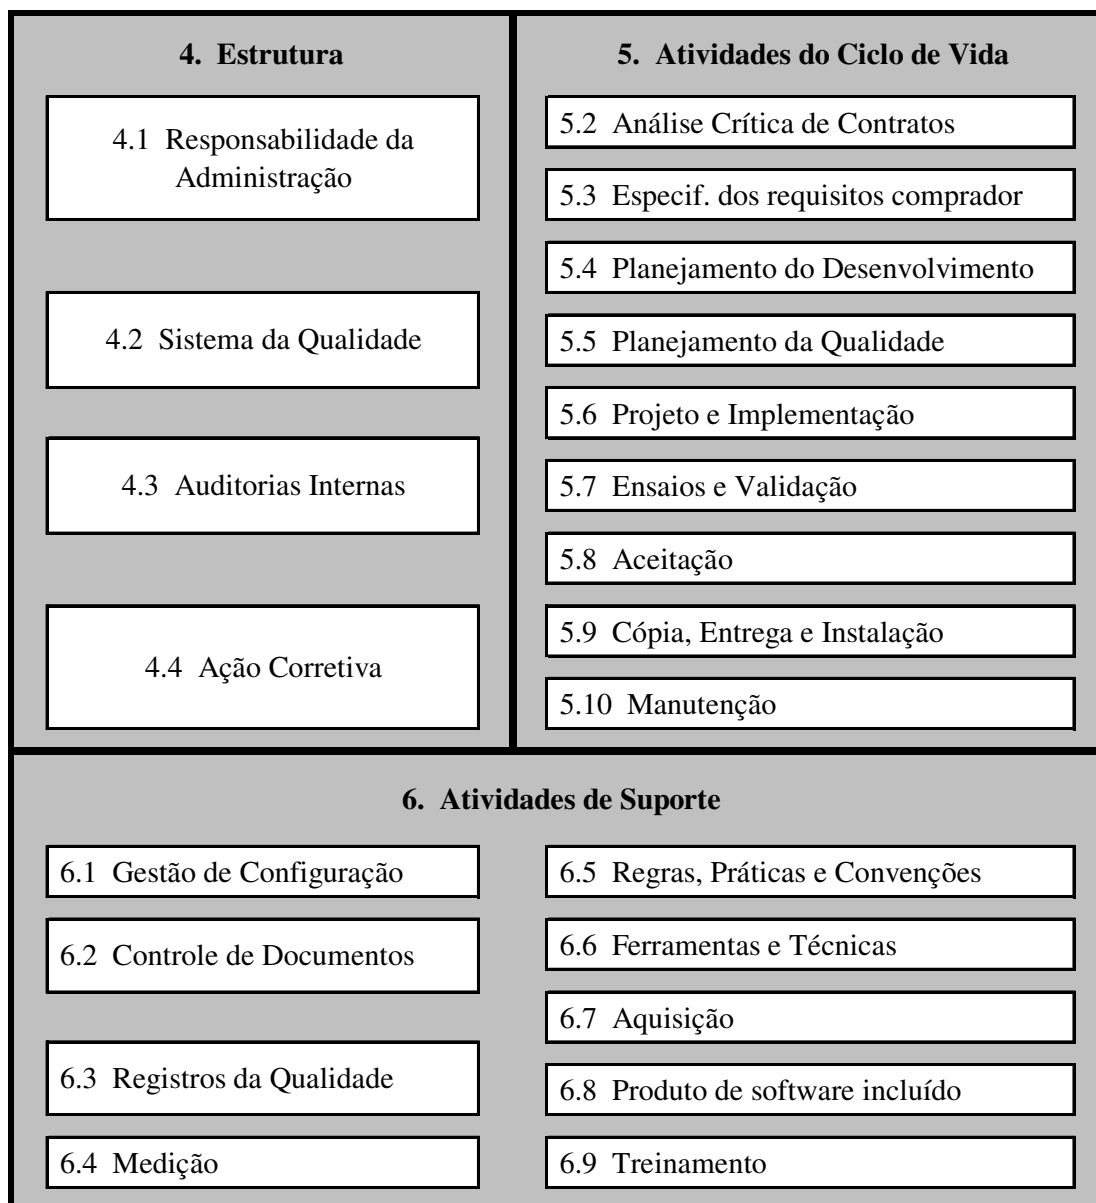 4. Estrutura
4.1 Responsabilidade da
Administração
4.2 Sistema da Qualidade
4.3 Auditorias Internas
4.4 Ação Corretiva
5. Atividades do Ciclo de Vida
5.2 Análise Crítica de Contratos
5.3 Especif. dos requisitos comprador
5.4 Planejamento do Desenvolvimento
5.5 Planejamento da Qualidade
5.6 Projeto e Implementação
5.7 Ensaios e Validação
5.8 Aceitação
5.9 Cópia, Entrega e Instalação
5.10 Manutenção
6. Atividades de Suporte
6.1 Gestão de Configuração
6.2 Controle de Documentos
6.3 Registros da Qualidade
6.4 Medição
6.5 Regras, Práticas e Convenções
6.6 Ferramentas e Técnicas
6.7 Aquisição
6.8 Produto de software incluído
6.9 Treinamento